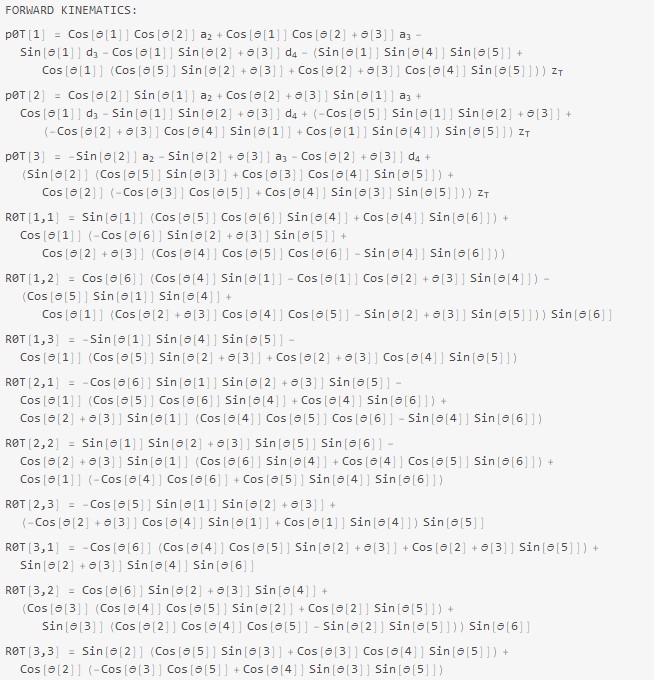 FORWARD KINEMATICS:
p0T[1] = Cos[θ[1]] Cos[θ[2]] a₂ + Cos[θ[1]] Cos[θ[2] + θ[3]] a₃ -
Sin[θ[1]] d₃ - Cos[θ[1]] Sin[θ[2] + θ[3]] d₄ - (Sin[θ[1]] Sin[θ[4]] Sin[θ[5]] +
Cos[θ[1]] (Cos[θ[5]] Sin[θ[2] + θ[3]] + Cos[θ[2] + θ[3]] Cos[θ[4]] Sin[θ[5]])) z_T
p0T[2] = Cos[θ[2]] Sin[θ[1]] a₂ + Cos[θ[2] + θ[3]] Sin[θ[1]] a₃ +
Cos[θ[1]] d₃ - Sin[θ[1]] Sin[θ[2] + θ[3]] d₄ + (-Cos[θ[5]] Sin[θ[1]] Sin[θ[2] + θ[3]] +
(-Cos[θ[2] + θ[3]] Cos[θ[4]] Sin[θ[1]] + Cos[θ[1]] Sin[θ[4]]) Sin[θ[5]]) z_T
p0T[3] = -Sin[θ[2]] a₂ - Sin[θ[2] + θ[3]] a₃ - Cos[θ[2] + θ[3]] d₄ +
(Sin[θ[2]] (Cos[θ[5]] Sin[θ[3]] + Cos[θ[3]] Cos[θ[4]] Sin[θ[5]]) +
Cos[θ[2]] (-Cos[θ[3]] Cos[θ[5]] + Cos[θ[4]] Sin[θ[3]] Sin[θ[5]])) z_T
R0T[1,1] = Sin[θ[1]] (Cos[θ[5]] Cos[θ[6]] Sin[θ[4]] + Cos[θ[4]] Sin[θ[6]]) +
Cos[θ[1]] (-Cos[θ[6]] Sin[θ[2] + θ[3]] Sin[θ[5]] +
Cos[θ[2] + θ[3]] (Cos[θ[4]] Cos[θ[5]] Cos[θ[6]] - Sin[θ[4]] Sin[θ[6]]))
R0T[1,2] = Cos[θ[6]] (Cos[θ[4]] Sin[θ[1]] - Cos[θ[1]] Cos[θ[2] + θ[3]] Sin[θ[4]]) -
(Cos[θ[5]] Sin[θ[1]] Sin[θ[4]] +
Cos[θ[1]] (Cos[θ[2] + θ[3]] Cos[θ[4]] Cos[θ[5]] - Sin[θ[2] + θ[3]] Sin[θ[5]])) Sin[θ[6]]
R0T[1,3] = -Sin[θ[1]] Sin[θ[4]] Sin[θ[5]] -
Cos[θ[1]] (Cos[θ[5]] Sin[θ[2] + θ[3]] + Cos[θ[2] + θ[3]] Cos[θ[4]] Sin[θ[5]])
R0T[2,1] = -Cos[θ[6]] Sin[θ[1]] Sin[θ[2] + θ[3]] Sin[θ[5]] -
Cos[θ[1]] (Cos[θ[5]] Cos[θ[6]] Sin[θ[4]] + Cos[θ[4]] Sin[θ[6]]) +
Cos[θ[2] + θ[3]] Sin[θ[1]] (Cos[θ[4]] Cos[θ[5]] Cos[θ[6]] - Sin[θ[4]] Sin[θ[6]])
R0T[2,2] = Sin[θ[1]] Sin[θ[2] + θ[3]] Sin[θ[5]] Sin[θ[6]] -
Cos[θ[2] + θ[3]] Sin[θ[1]] (Cos[θ[6]] Sin[θ[4]] + Cos[θ[4]] Cos[θ[5]] Sin[θ[6]]) +
Cos[θ[1]] (-Cos[θ[4]] Cos[θ[6]] + Cos[θ[5]] Sin[θ[4]] Sin[θ[6]])
R0T[2,3] = -Cos[θ[5]] Sin[θ[1]] Sin[θ[2] + θ[3]] +
(-Cos[θ[2] + θ[3]] Cos[θ[4]] Sin[θ[1]] + Cos[θ[1]] Sin[θ[4]]) Sin[θ[5]]
R0T[3,1] = -Cos[θ[6]] (Cos[θ[4]] Cos[θ[5]] Sin[θ[2] + θ[3]] + Cos[θ[2] + θ[3]] Sin[θ[5]]) +
Sin[θ[2] + θ[3]] Sin[θ[4]] Sin[θ[6]]
R0T[3,2] = Cos[θ[6]] Sin[θ[2] + θ[3]] Sin[θ[4]] +
(Cos[θ[3]] (Cos[θ[4]] Cos[θ[5]] Sin[θ[2]] + Cos[θ[2]] Sin[θ[5]]) +
Sin[θ[3]] (Cos[θ[2]] Cos[θ[4]] Cos[θ[5]] - Sin[θ[2]] Sin[θ[5]])) Sin[θ[6]]
R0T[3,3] = Sin[θ[2]] (Cos[θ[5]] Sin[θ[3]] + Cos[θ[3]] Cos[θ[4]] Sin[θ[5]]) +
Cos[θ[2]] (-Cos[θ[3]] Cos[θ[5]] + Cos[θ[4]] Sin[θ[3]] Sin[θ[5]])